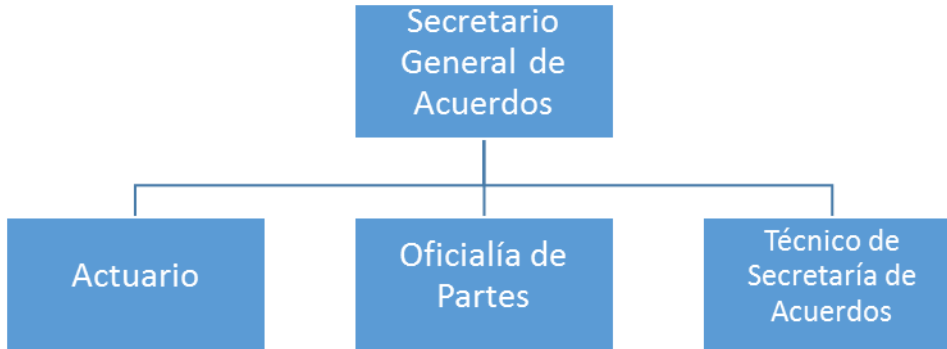 Secretario
General de
Acuerdos
Actuario
Oficialía de
Partes
Técnico de
Secretaría de
Acuerdos